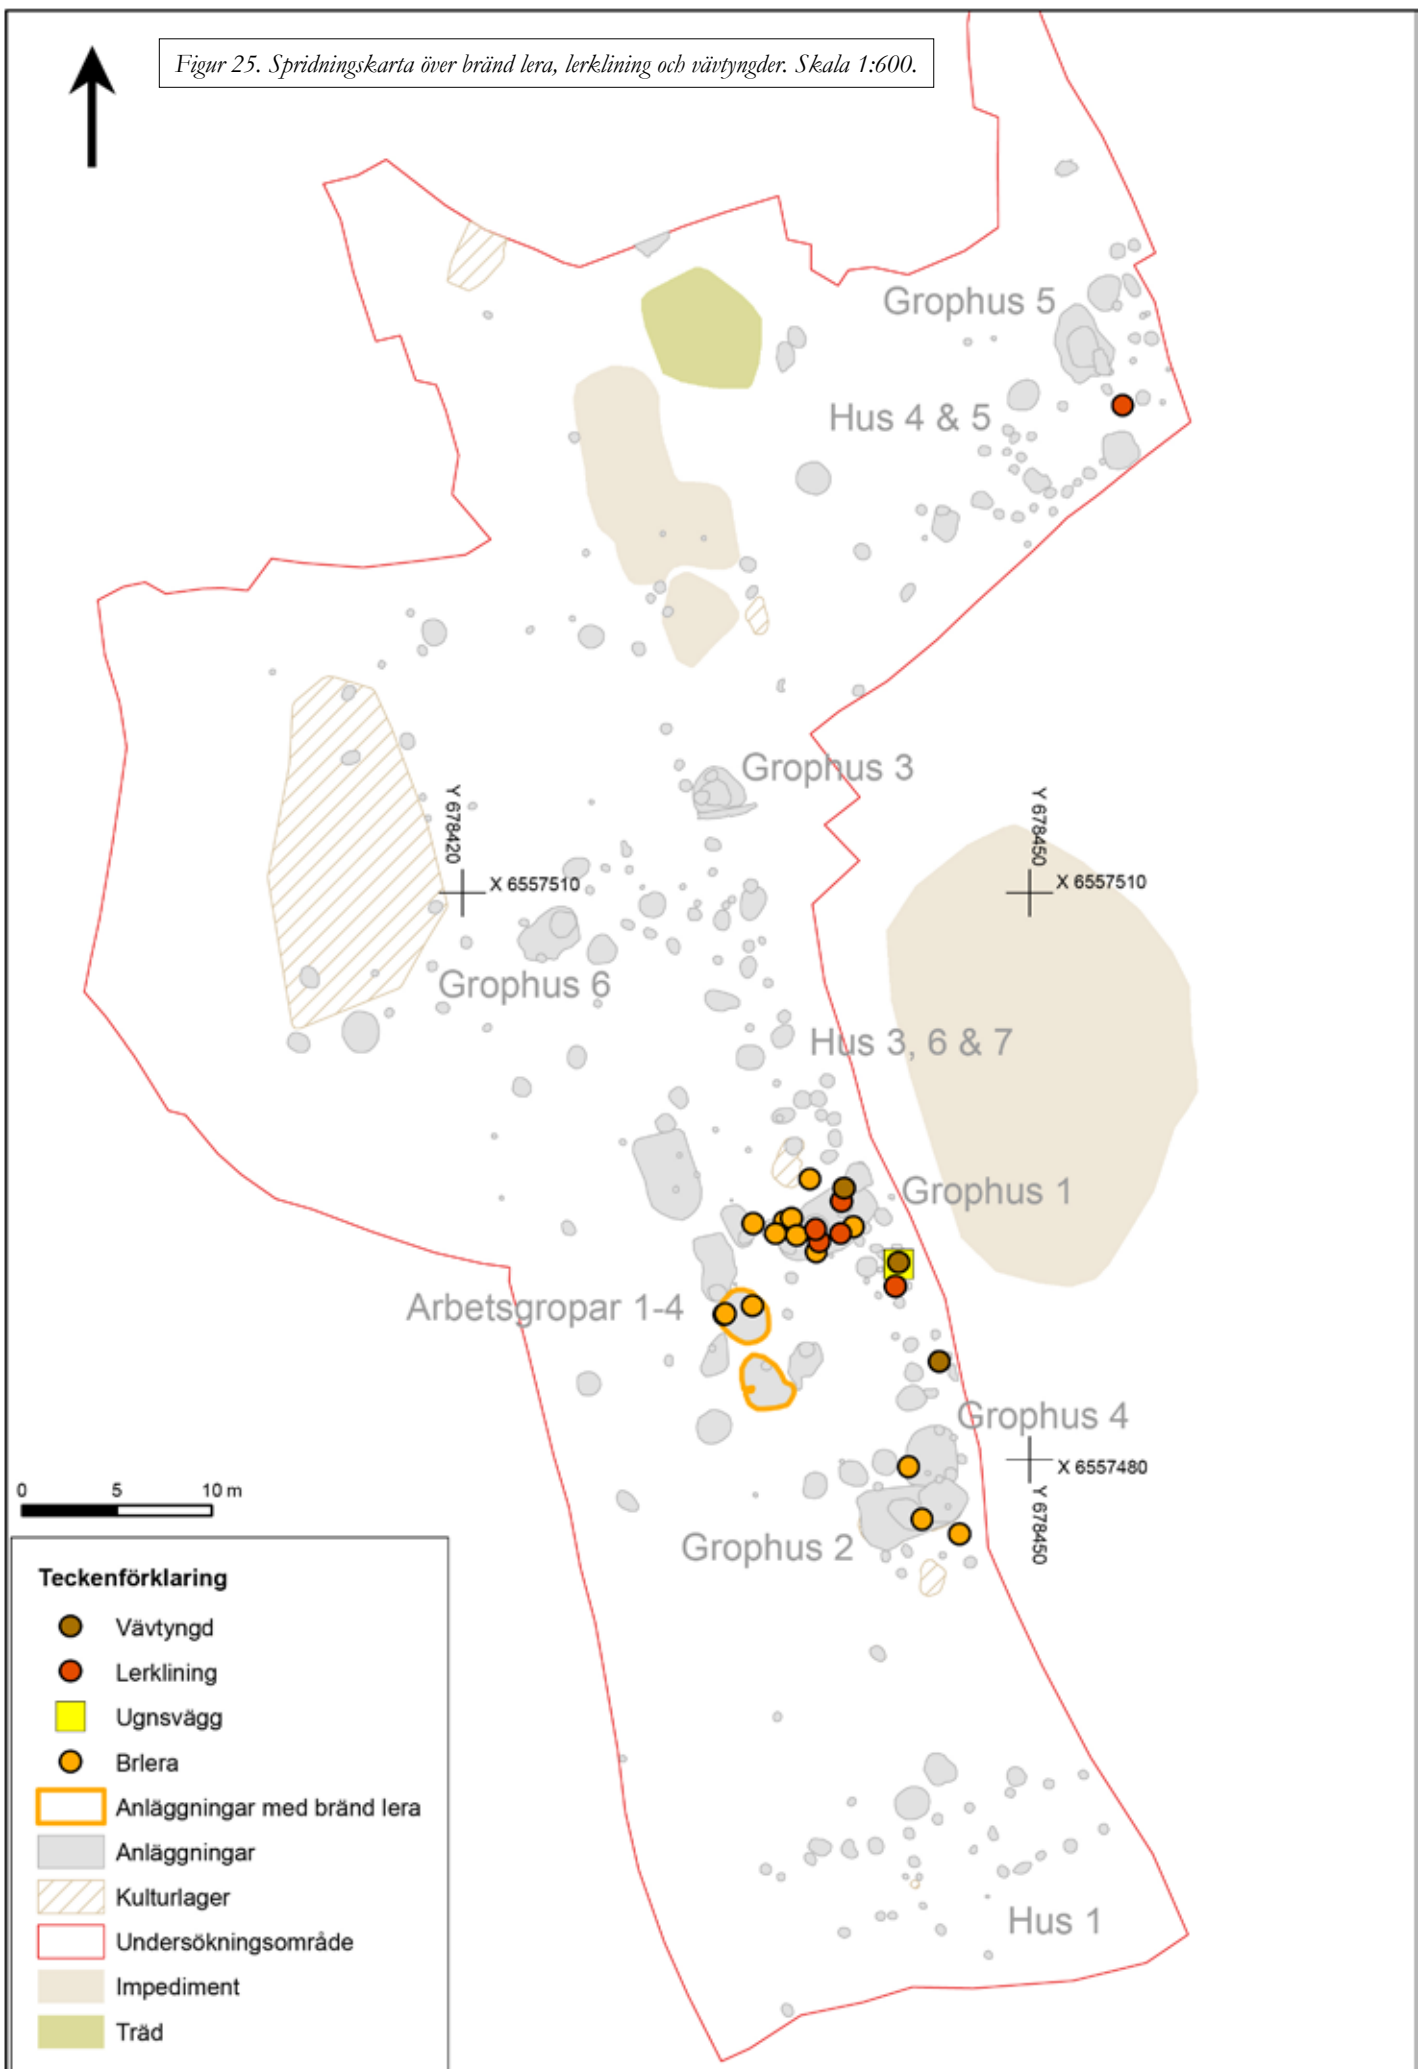 Figur 25. Spridningskarta över bränd lera, lerklining och vävtyngder. Skala 1:600.
Grophus 5
Hus 4 & 5
Grophus 3
Y 678420
X 6557510
Y 678450
X 6557510
Grophus 6
Hus 3, 6 & 7
Grophus 1
Arbetsgropar 1-4
Grophus 4
X 6557480
Y 678450
Grophus 2
0 5 10 m
Teckenförklaring
Vävtyngd
Lerklining
Ugnsvägg
Brlera
Anläggningar med bränd lera
Anläggningar
Kulturlager
Undersökningsområde
Impediment
Träd
Hus 1